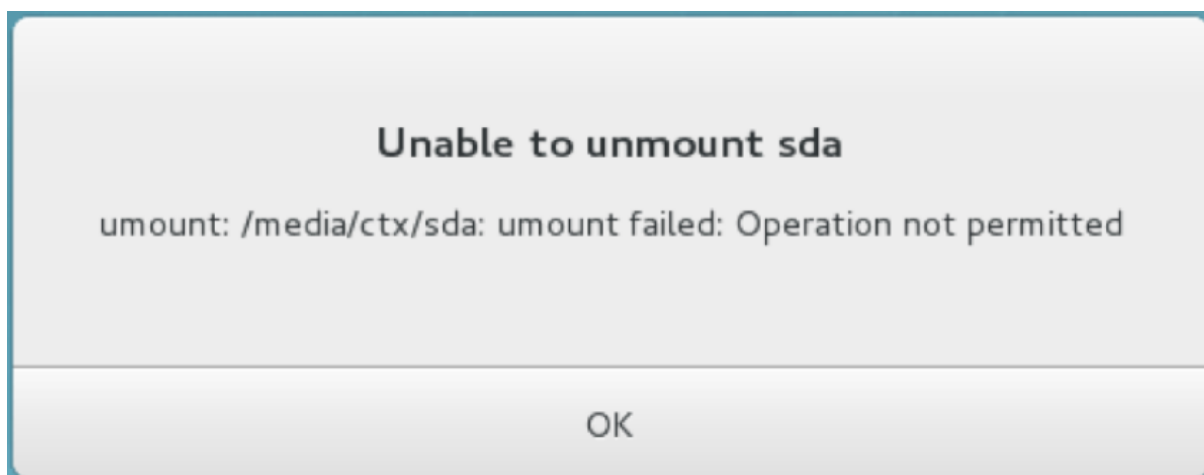 Unable to unmount sda
umount: /media/ctx/sda: umount failed: Operation not permitted
OK